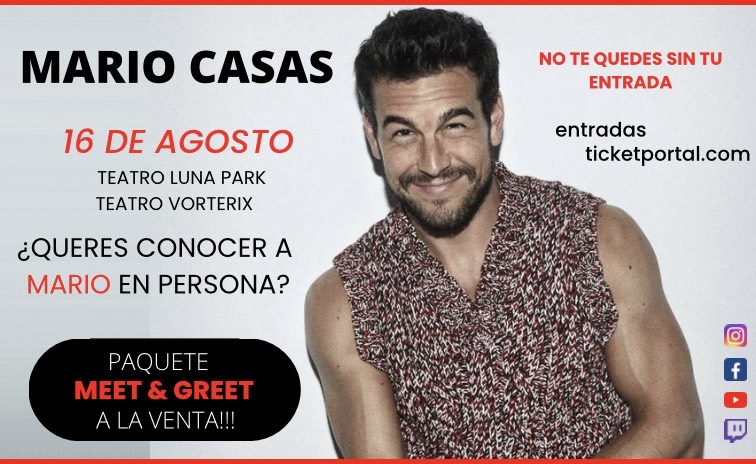 MARIO CASAS
16 DE AGOSTO
TEATRO LUNA PARK
TEATRO VORTERIX
¿QUERES CONOCER A
MARIO EN PERSONA?
PAQUETE
MEET & GREET
A LA VENTA!!!
NO TE QUEDES SIN TU
ENTRADA
entradas
ticketportal.com